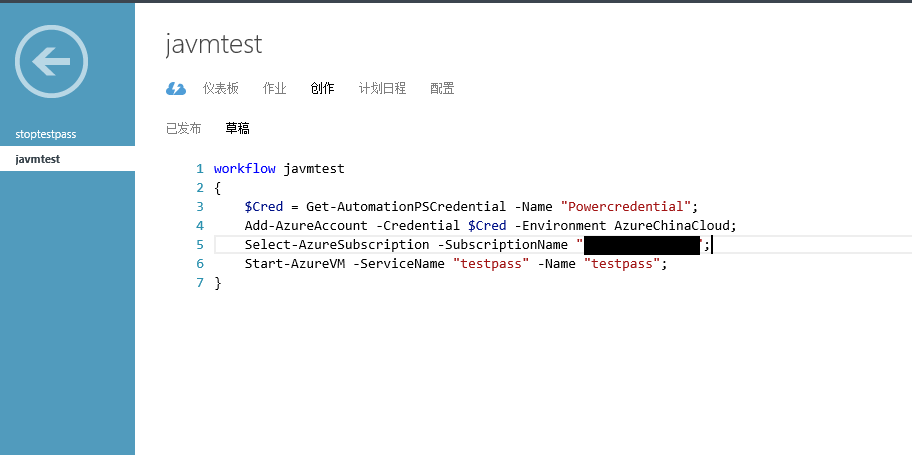 javmtest
仪表板 作业 创作 计划日程 配置
已发布 草稿
stoptestpass
javmtest
1 workflow javmtest
2 {
3 $Cred = Get-AutomationPSCredential -Name "Powercredential";
4 Add-AzureAccount -Credential $Cred -Environment AzureChinaCloud;
5 Select-AzureSubscription -SubscriptionName "";
6 Start-AzureVM -ServiceName "testpass" -Name "testpass";
7 }